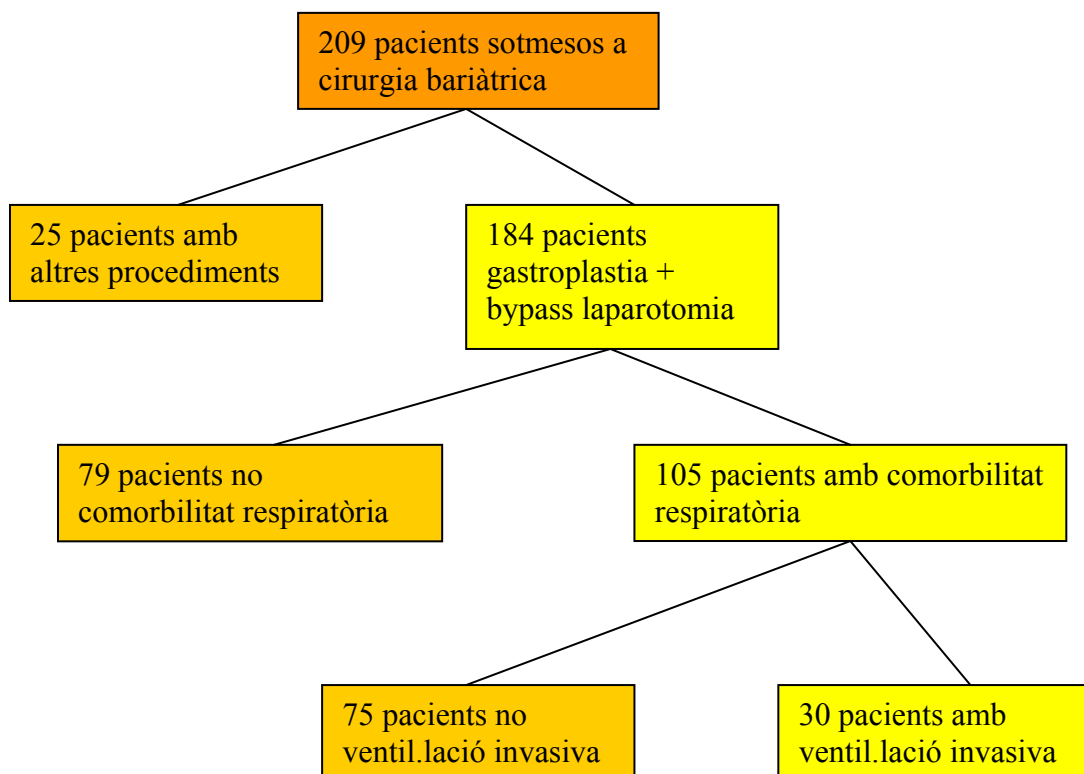 209 pacients sotmesos a
cirurgia bariàtrica
25 pacients amb
altres procediments
184 pacients
gastroplastia +
bypass laparotomia
79 pacients no
comorbilitat respiratòria
105 pacients amb comorbilitat
respiratòria
75 pacients no
ventil.lació invasiva
30 pacients amb
ventil.lació invasiva